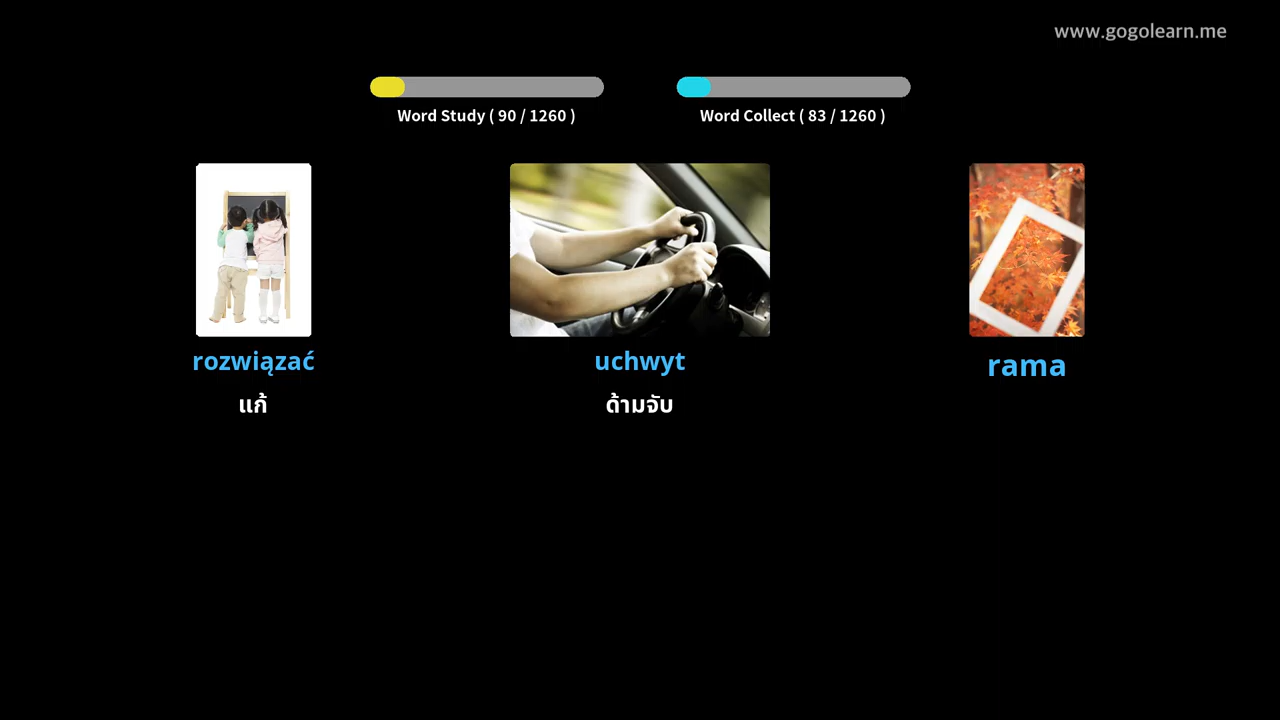 www.gogolearn.me
Word Study ( 90 / 1260 )
Word Collect ( 83 / 1260 )
rozwiązać
แก้
uchwyt
ด้ามจับ
rama